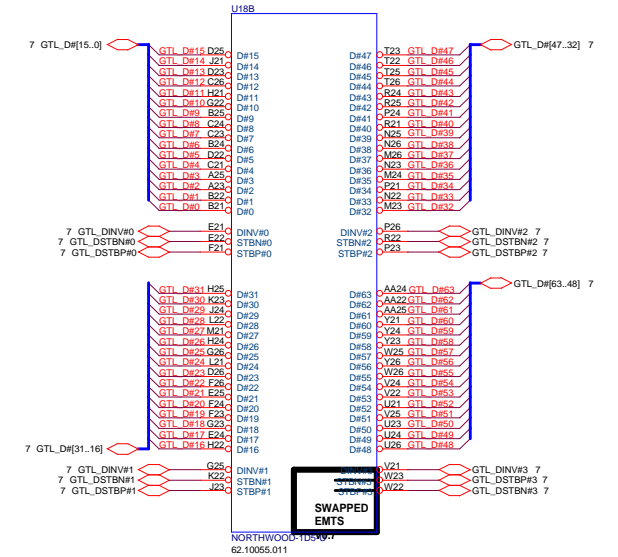 U18B
7 GTL_D#[15..0]
GTL_D#[47..32] 7
GTL_D#15 D25 D#15 D#47 T23 GTL_D#47
GTL_D#14 J21 D#14 D#46 T22 GTL_D#46
GTL_D#13 D23 D#13 D#45 T25 GTL_D#45
GTL_D#12 C26 D#12 D#44 T26 GTL_D#44
GTL_D#11 H21 D#11 D#43 R24 GTL_D#43
GTL_D#10 G22 D#10 D#42 R25 GTL_D#42
GTL_D#9 B25 D#9 D#41 P24 GTL_D#41
GTL_D#8 C24 D#8 D#40 R21 GTL_D#40
GTL_D#7 C23 D#7 D#39 N25 GTL_D#39
GTL_D#6 B24 D#6 D#38 N26 GTL_D#38
GTL_D#5 D22 D#5 D#37 M26 GTL_D#37
GTL_D#4 C21 D#4 D#36 N23 GTL_D#36
GTL_D#3 A25 D#3 D#35 M24 GTL_D#35
GTL_D#2 A23 D#2 D#34 P21 GTL_D#34
GTL_D#1 B22 D#1 D#33 N22 GTL_D#33
GTL_D#0 B21 D#0 D#32 M23 GTL_D#32
7 GTL_DINV#0 E21 DINV#0 DINV#2 P26 GTL_DINV#2 7
7 GTL_DSTBN#0 E22 STBN#0 STBN#2 R22 GTL_DSTBN#2 7
7 GTL_DSTBP#0 F21 STBP#0 STBP#2 P23 GTL_DSTBP#2 7
GTL_D#[63..48] 7
GTL_D#31 H25 D#31 D#63 AA24 GTL_D#63
GTL_D#30 K23 D#30 D#62 AA22 GTL_D#62
GTL_D#29 J24 D#29 D#61 AA25 GTL_D#61
GTL_D#28 L22 D#28 D#60 Y21 GTL_D#60
GTL_D#27 M21 D#27 D#59 Y24 GTL_D#59
GTL_D#26 H24 D#26 D#58 Y23 GTL_D#58
GTL_D#25 G26 D#25 D#57 W25 GTL_D#57
GTL_D#24 L21 D#24 D#56 Y26 GTL_D#56
GTL_D#23 D26 D#23 D#55 W26 GTL_D#55
GTL_D#22 F26 D#22 D#54 V24 GTL_D#54
GTL_D#21 E25 D#21 D#53 V22 GTL_D#53
GTL_D#20 F24 D#20 D#52 U21 GTL_D#52
GTL_D#19 F23 D#19 D#51 V25 GTL_D#51
GTL_D#18 G23 D#18 D#50 U23 GTL_D#50
GTL_D#17 E24 D#17 D#49 U24 GTL_D#49
GTL_D#16 H22 D#16 D#48 U26 GTL_D#48
7 GTL_D#[31..16]
7 GTL_DINV#1 G25 DINV#1 DINV#3 V21 GTL_DINV#3 7
7 GTL_DSTBN#1 K22 STBN#1 STBN#3 W23 GTL_DSTBP#3 7
7 GTL_DSTBP#1 J23 STBP#1 STBP#3 W22 GTL_DSTBN#3 7
SWAPPED
EMTS
V0.7
NORTHWOOD-1D5-U
62.10055.011